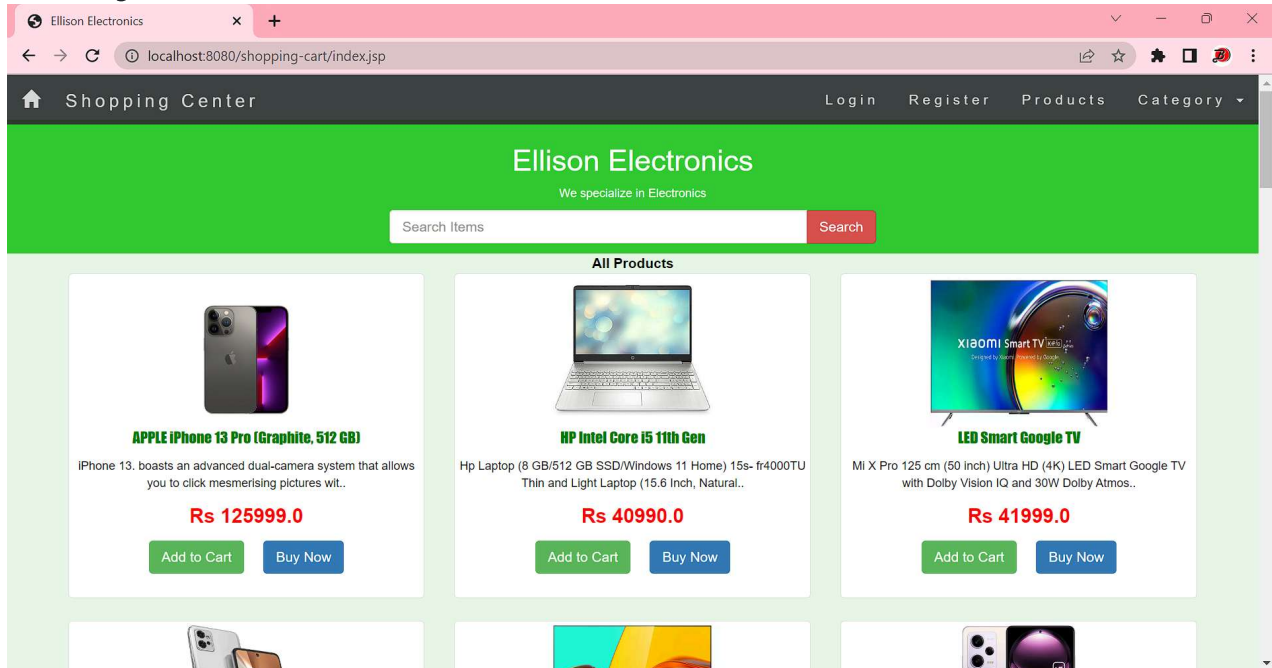 Ellison Electronics
localhost:8080/shopping-cart/index.jsp
Shopping Center Login Register Products Category
Ellison Electronics
We specialize in Electronics
Search Items Search
All Products
XIAOMI Smart TV
APPLE iPhone 13 Pro (Graphite, 512 GB)
iPhone 13. boasts an advanced dual-camera system that allows
you to click mesmerising pictures wit..
Rs 125999.0
Add to Cart Buy Now
HP Intel Core i5 11th Gen
Hp Laptop (8 GB/512 GB SSD/Windows 11 Home) 15s- fr4000TU
Thin and Light Laptop (15.6 Inch, Natural..
Rs 40990.0
Add to Cart Buy Now
LED Smart Google TV
Mi X Pro 125 cm (50 inch) Ultra HD (4K) LED Smart Google TV
with Dolby Vision IQ and 30W Dolby Atmos..
Rs 41999.0
Add to Cart Buy Now